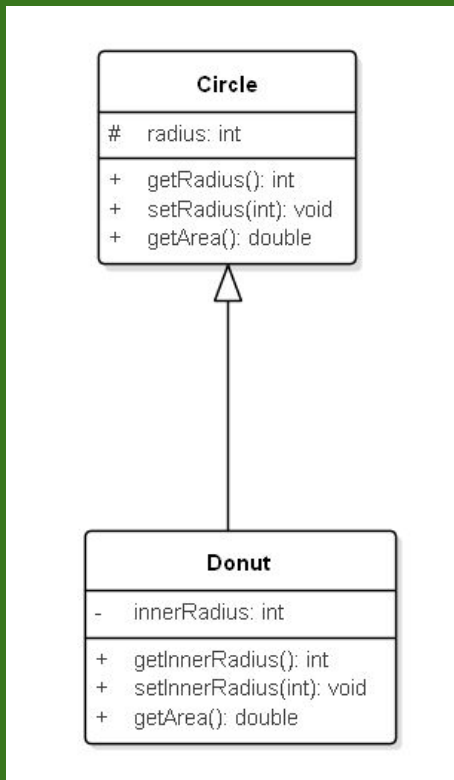 Circle
# radius: int
+ getRadius(): int
+ setRadius(int): void
+ getArea(): double
Donut
- innerRadius: int
+ getInnerRadius(): int
+ setInnerRadius(int): void
+ getArea(): double